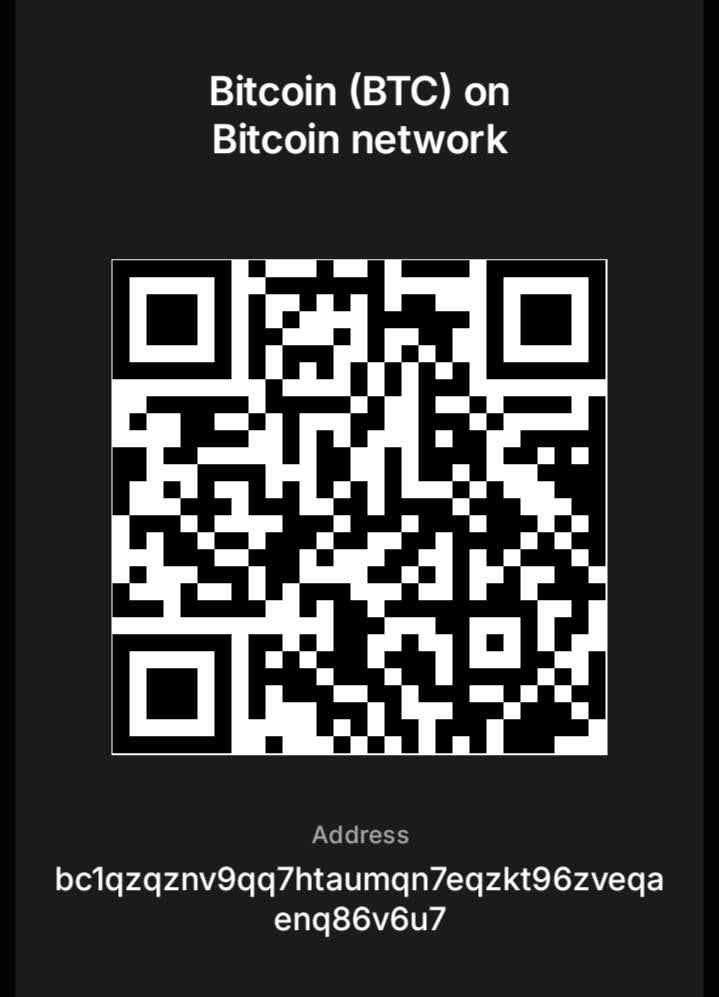 Bitcoin (BTC) on
Bitcoin network
Address
bc1qzqznv9qq7htaumqn7eqzkt96zveqa
enq86v6u7